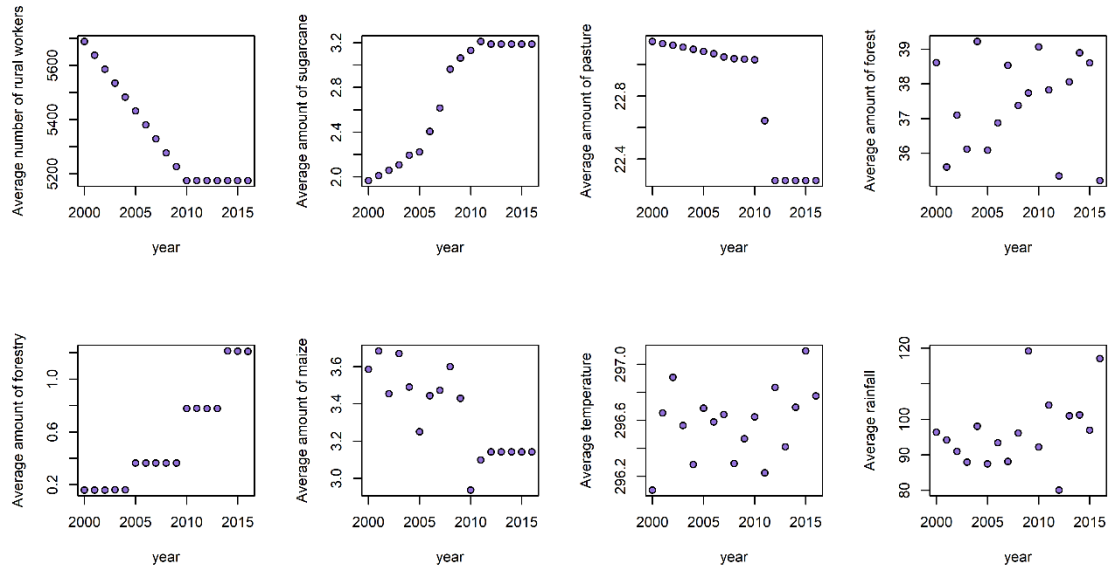 Average number of rural workers
5200 5400 5600
2000 2005 2010 2015
year
Average amount of sugarcane
2.0 2.4 2.8 3.2
2000 2005 2010 2015
year
Average amount of pasture
22.4 22.8
2000 2005 2010 2015
year
Average amount of forest
36 37 38 39
2000 2005 2010 2015
year
Average amount of forestry
0.2 0.6 1.0
2000 2005 2010 2015
year
Average amount of maize
3.0 3.2 3.4 3.6
2000 2005 2010 2015
year
Average temperature
296.2 296.6 297.0
2000 2005 2010 2015
year
Average rainfall
80 90 100 120
2000 2005 2010 2015
year